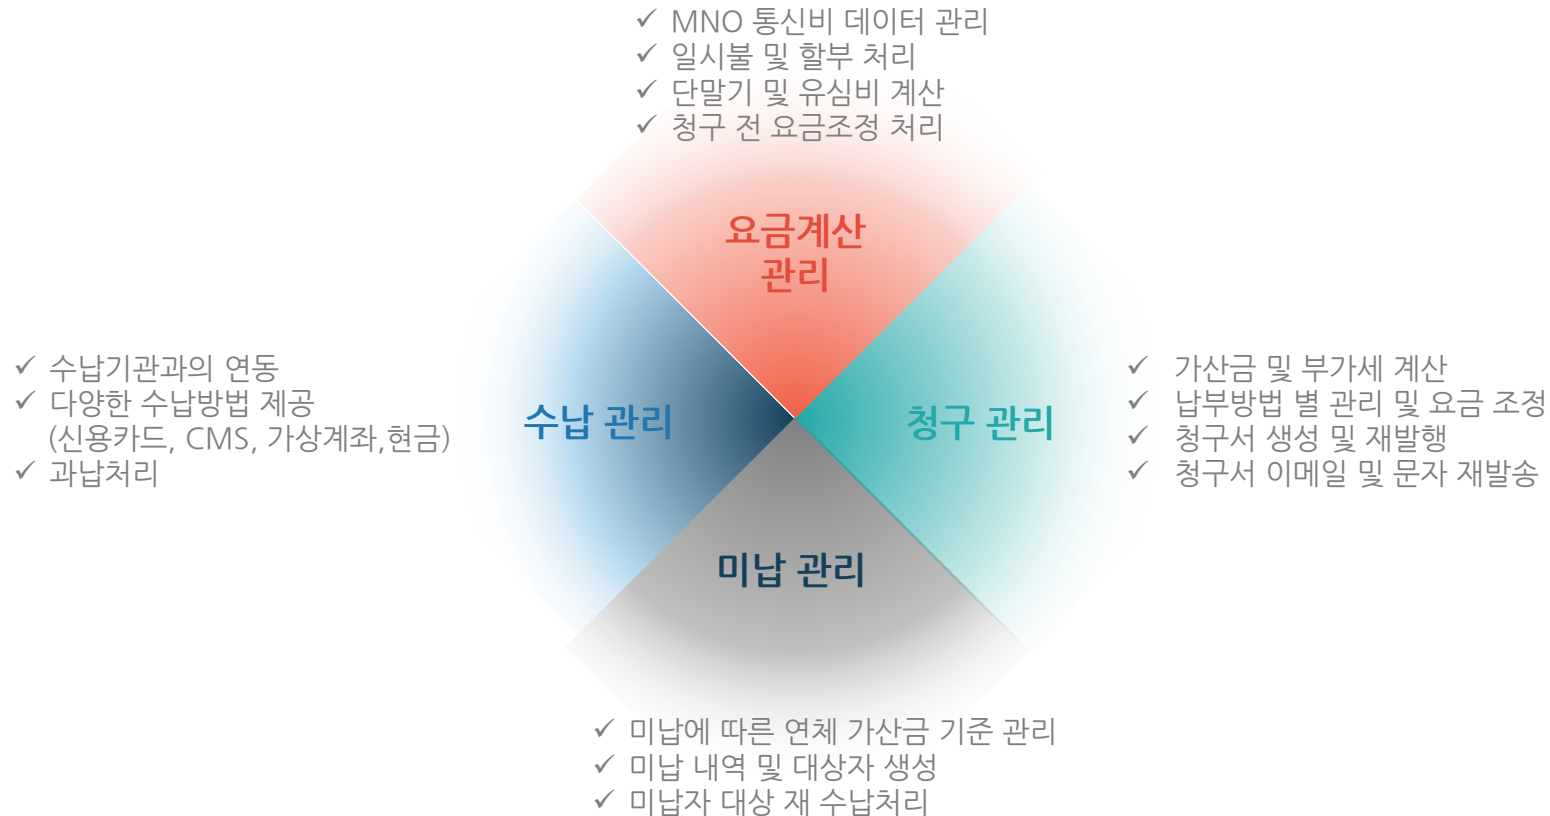 ✓ MNO 통신비 데이터 관리
✓ 일시불 및 할부 처리
✓ 단말기 및 유심비 계산
✓ 청구 전 요금조정 처리
요금계산
관리
✓ 수납기관과의 연동
✓ 다양한 수납방법 제공
(신용카드, CMS, 가상계좌,현금)
✓ 과납처리
수납 관리
청구 관리
✓ 가산금 및 부가세 계산
✓ 납부방법 별 관리 및 요금 조정
✓ 청구서 생성 및 재발행
✓ 청구서 이메일 및 문자 재발송
미납 관리
✓ 미납에 따른 연체 가산금 기준 관리
✓ 미납 내역 및 대상자 생성
✓ 미납자 대상 재 수납처리